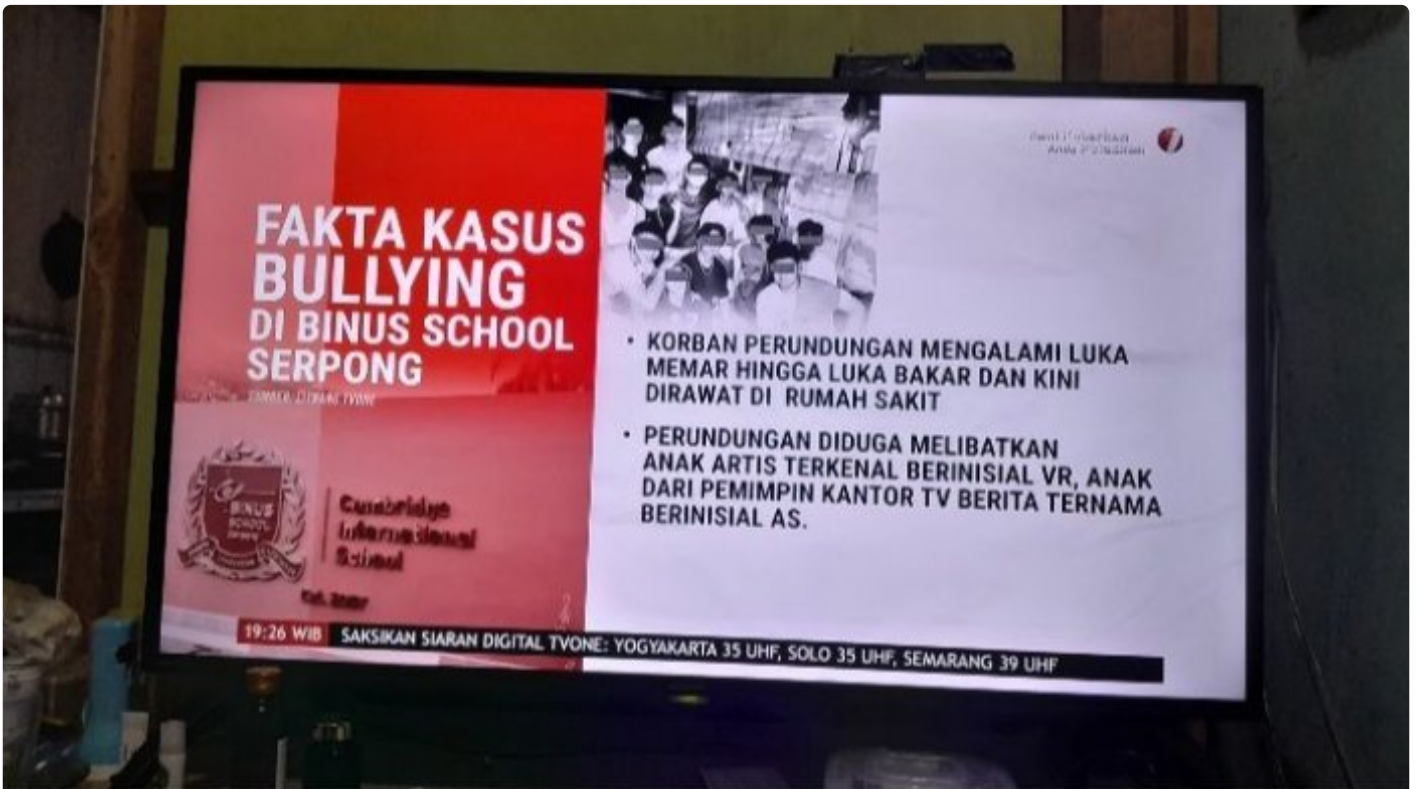 FAKTA KASUS
BULLYING
DI BINUS SCHOOL
SERPONG
TVONE
BINUS
SCHOOL
Cambridge
International
School
• KORBAN PERUNDUNGAN MENGALAMI LUKA
MEMAR HINGGA LUKA BAKAR DAN KINI
DIRAWAT DI RUMAH SAKIT
• PERUNDUNGAN DIDUGA MELIBATKAN
ANAK ARTIS TERKENAL BERINISIAL VR, ANAK
DARI PEMIMPIN KANTOR TV BERITA TERNAMA
BERINISIAL AS.
19:26 WIB SAKSIKAN SIARAN DIGITAL TVONE: YOGYAKARTA 35 UHF, SOLO 35 UHF, SEMARANG 39 UHF